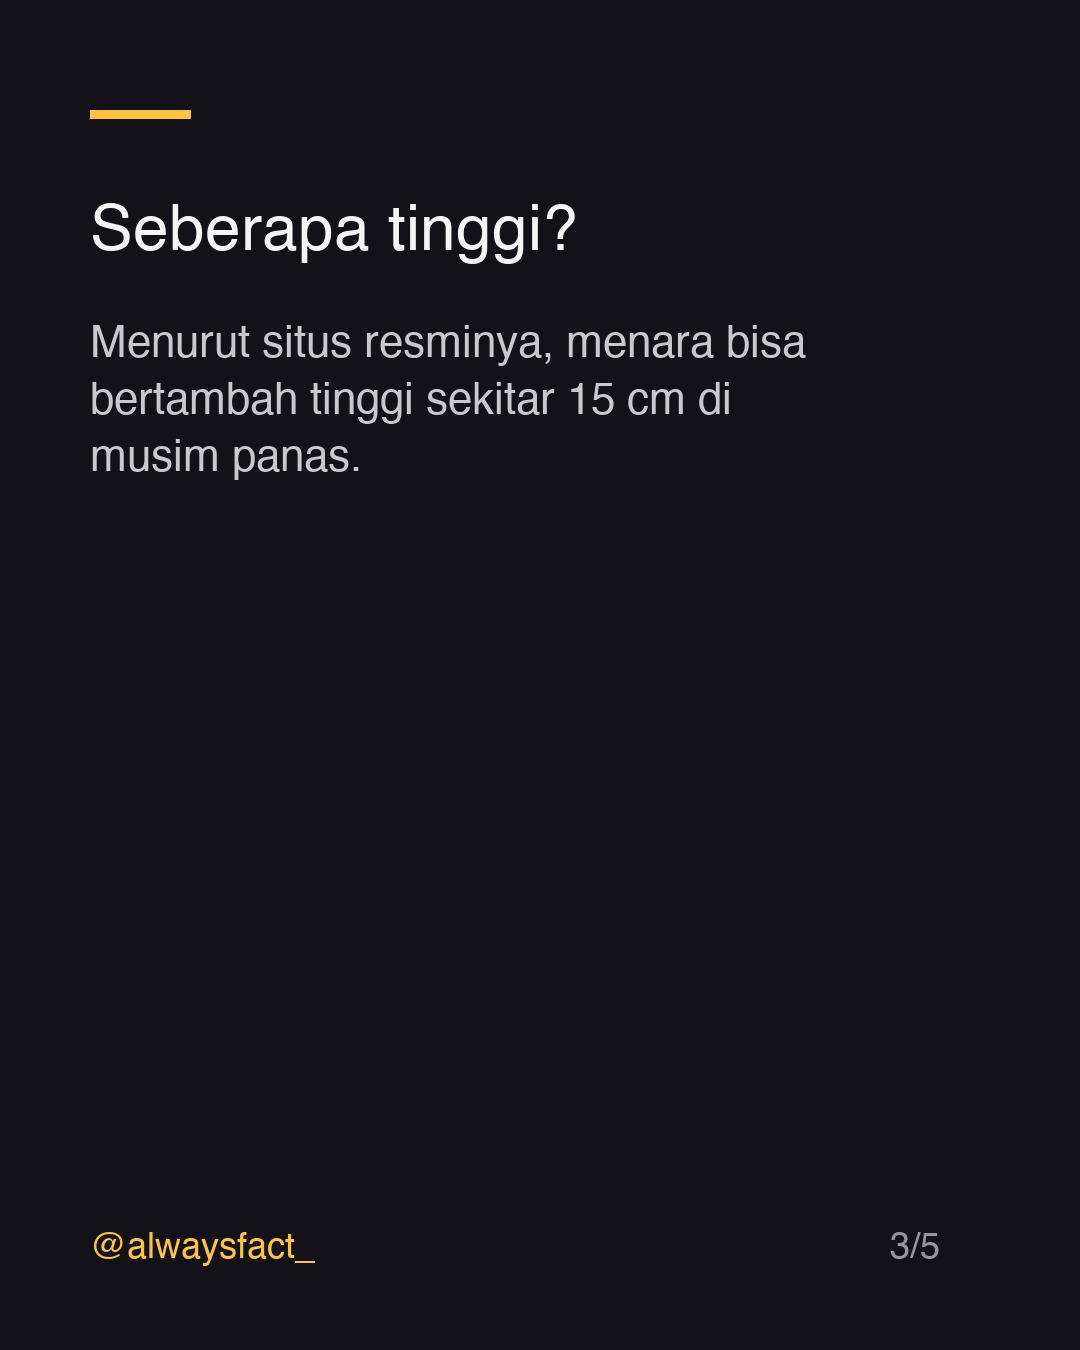 Seberapa tinggi?
Menurut situs resminya, menara bisa
bertambah tinggi sekitar 15 cm di
musim panas.
@alwaysfact_
3/5